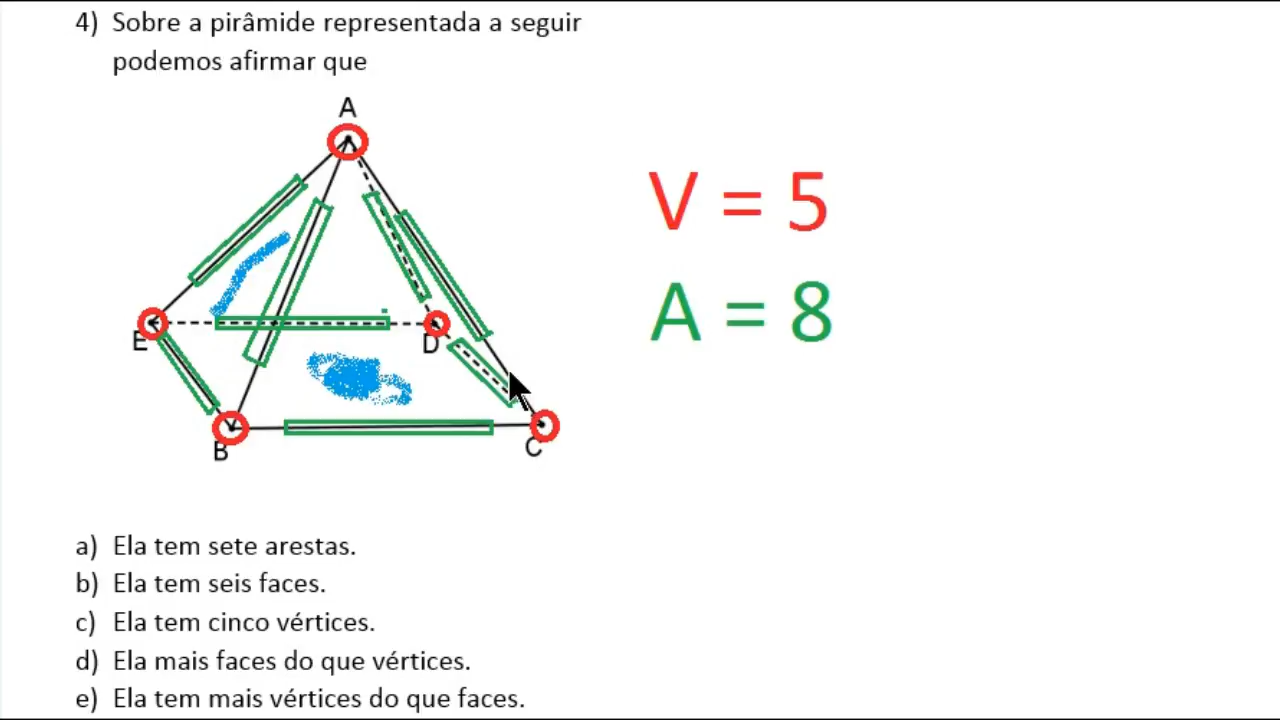 4) Sobre a pirâmide representada a seguir
podemos afirmar que
A
V = 5
A = 8
E
D
B
C
a) Ela tem sete arestas.
b) Ela tem seis faces.
c) Ela tem cinco vértices.
d) Ela mais faces do que vértices.
e) Ela tem mais vértices do que faces.